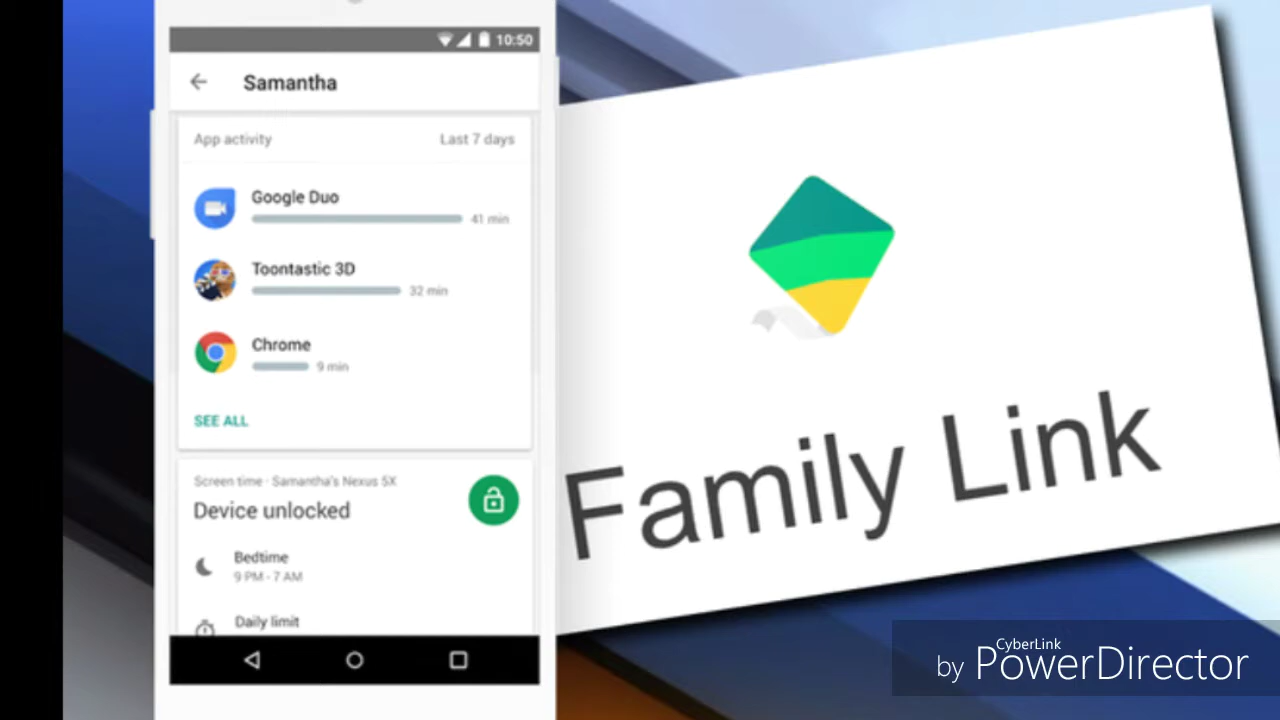 10:50
Samantha
App activity Last 7 days
Google Duo
41 min
Toontastic 3D
32 min
Chrome
9 min
SEE ALL
Screen time · Samantha's Nexus 5X
Device unlocked
Bedtime
9 PM - 7 AM
Daily limit
Family Link
CyberLink
by PowerDirector